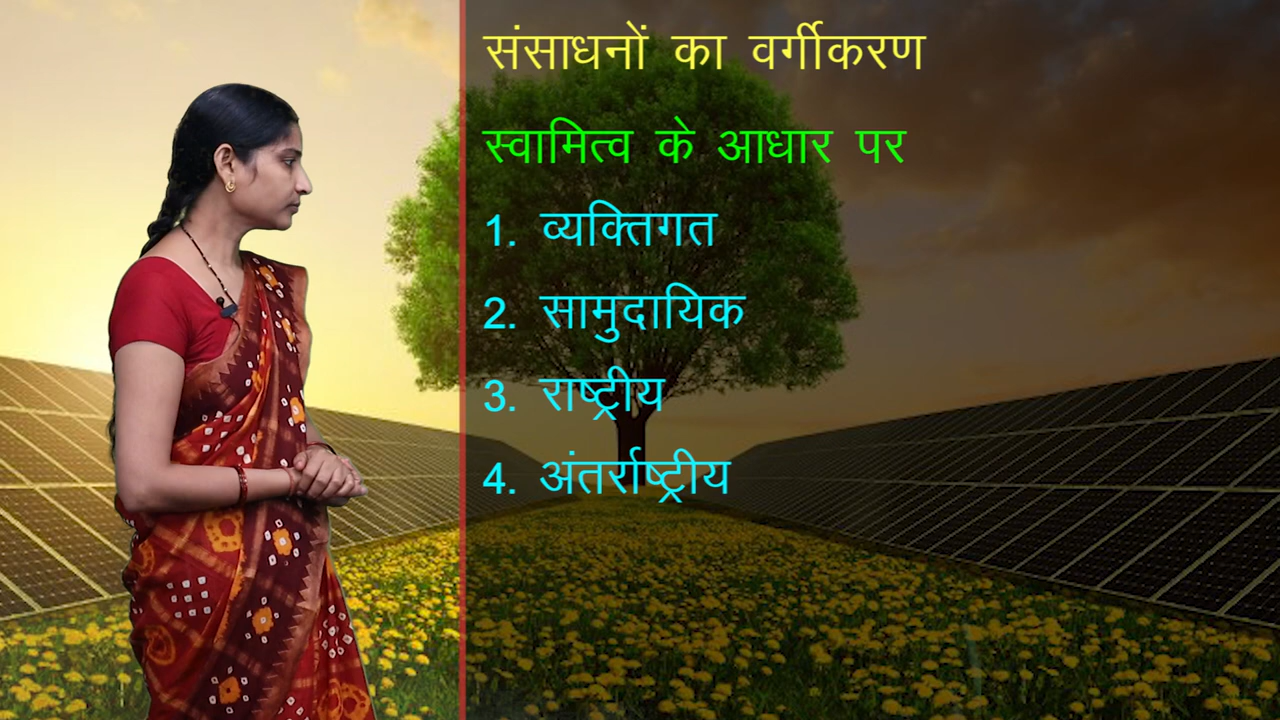 संसाधनों का वर्गीकरण
स्वामित्व के आधार पर
1. व्यक्तिगत
2. सामुदायिक
3. राष्ट्रीय
4. अंतर्राष्ट्रीय